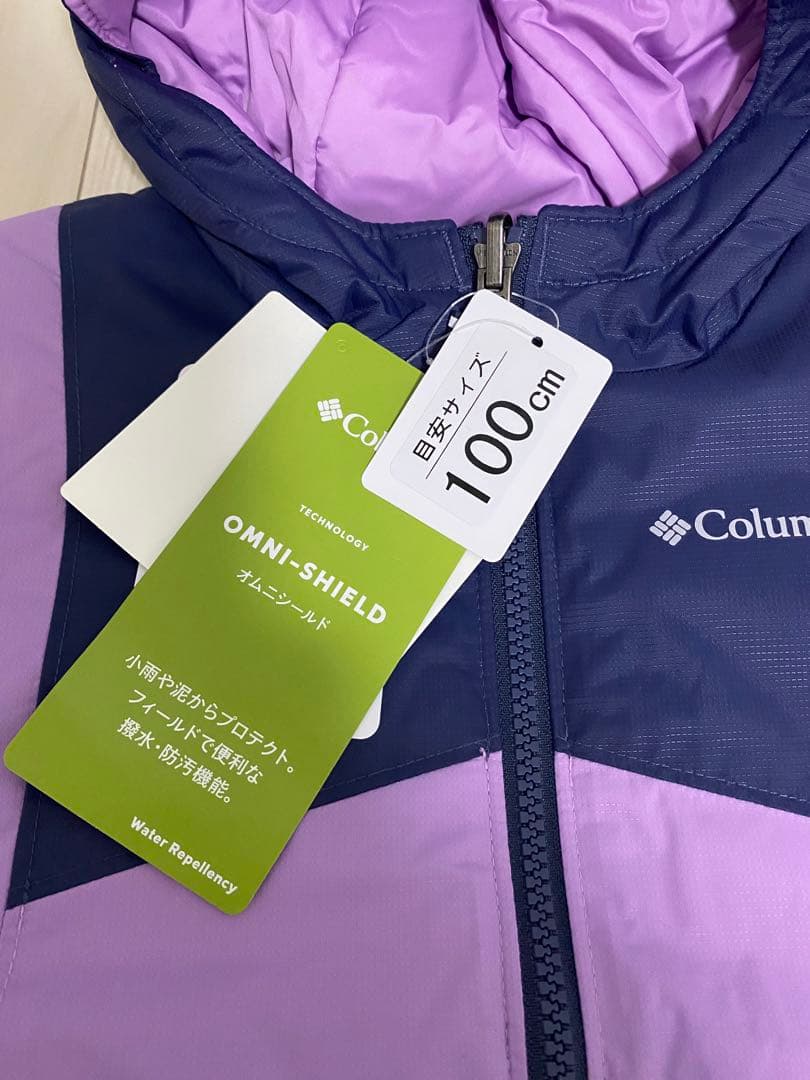 目安サイズ
100cm
TECHNOLOGY
OMNI-SHIELD
オムニシールド
小雨や泥からプロテクト。
フィールドで便利な
撥水・防汚機能。
Water Repellency